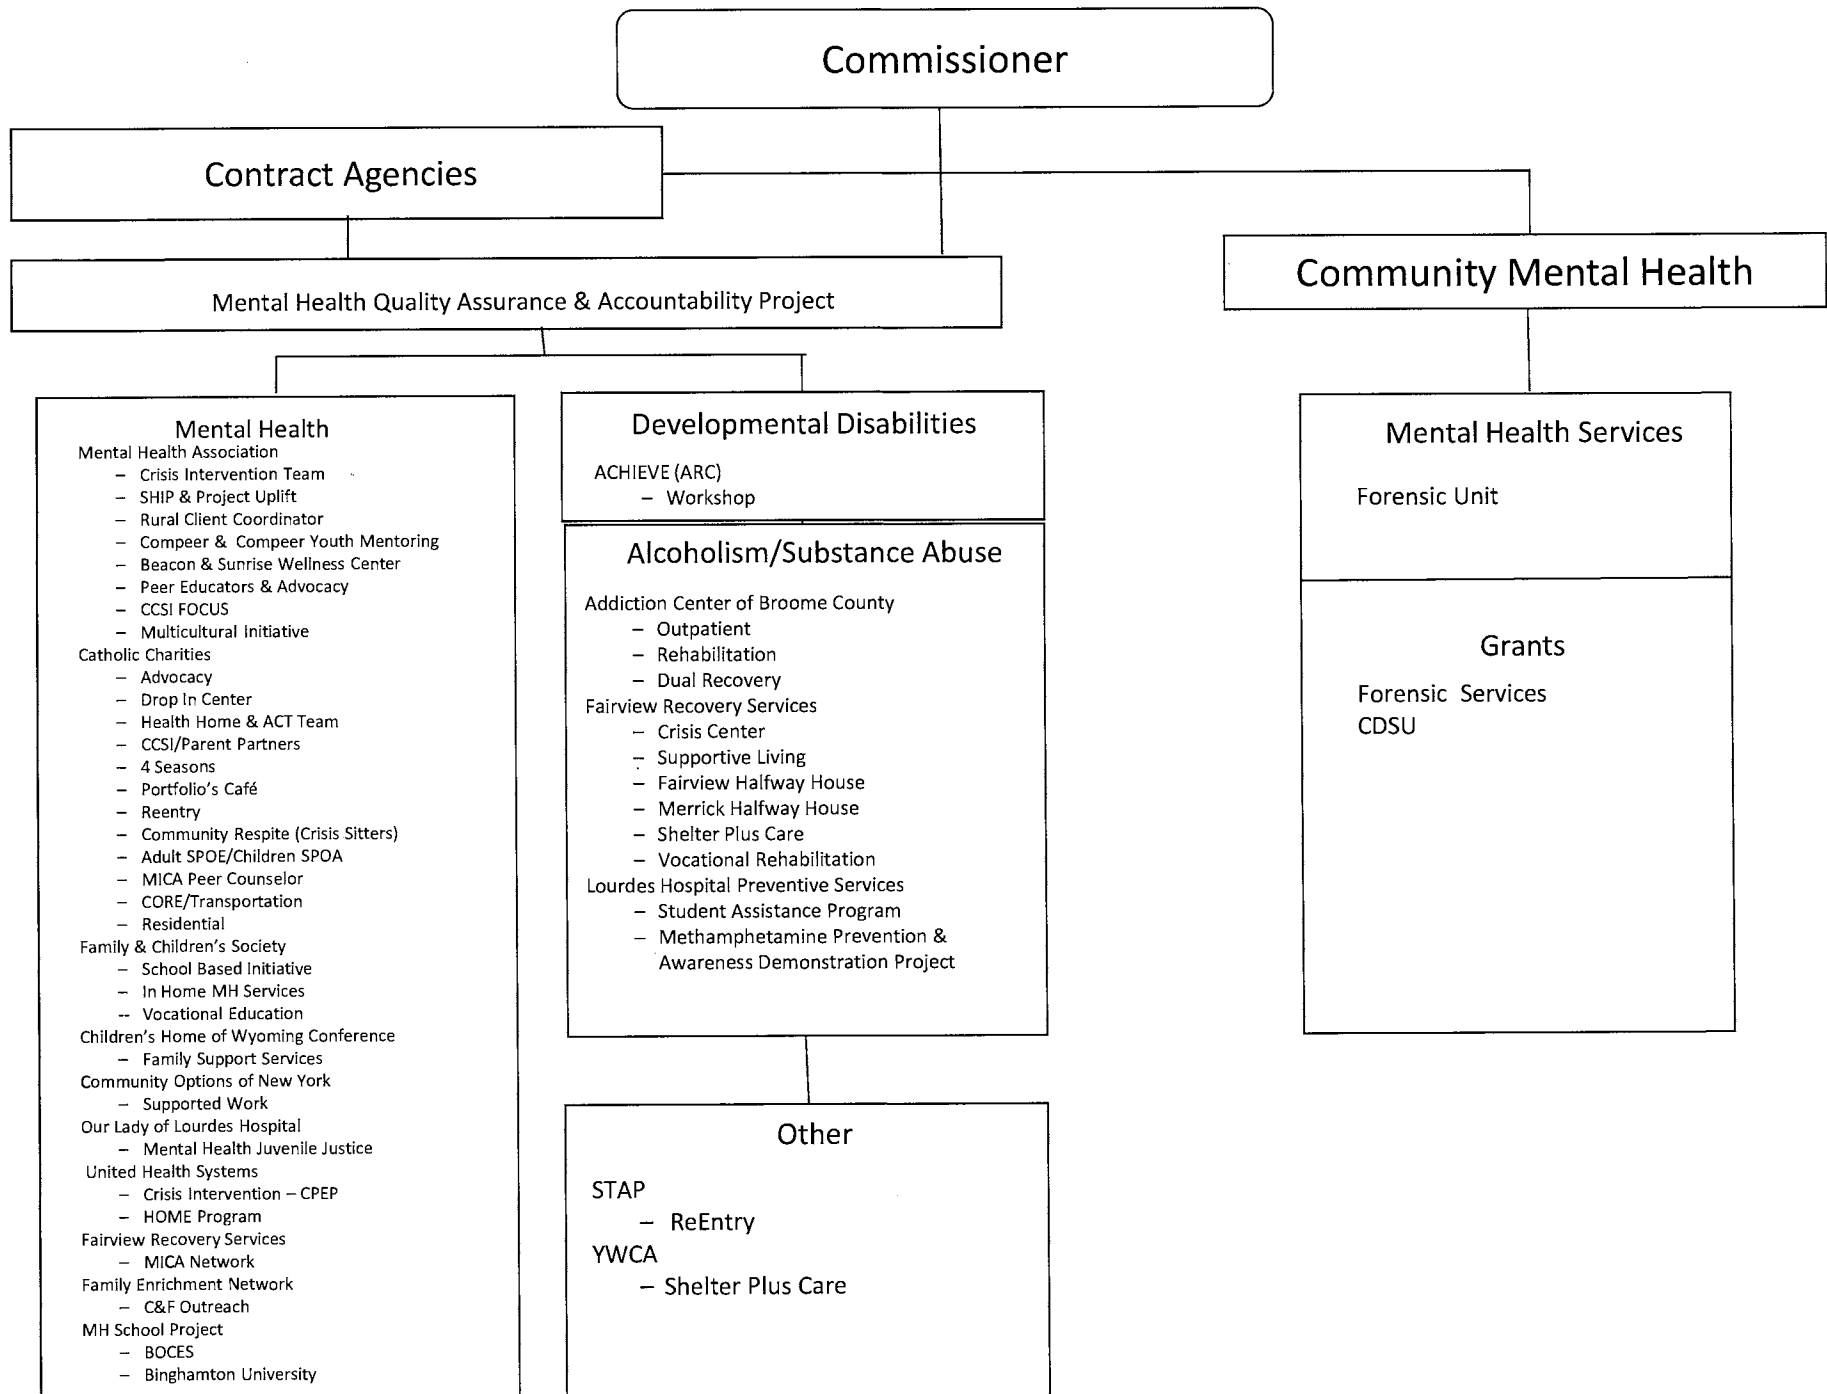 Commissioner
Contract Agencies
Community Mental Health
Mental Health Quality Assurance & Accountability Project
Mental Health
Mental Health Association
– Crisis Intervention Team
– SHIP & Project Uplift
– Rural Client Coordinator
– Compeer & Compeer Youth Mentoring
– Beacon & Sunrise Wellness Center
– Peer Educators & Advocacy
– CCSI FOCUS
– Multicultural Initiative
Catholic Charities
– Advocacy
– Drop In Center
– Health Home & ACT Team
– CCSI/Parent Partners
– 4 Seasons
– Portfolio's Café
– Reentry
– Community Respite (Crisis Sitters)
– Adult SPOE/Children SPOA
– MICA Peer Counselor
– CORE/Transportation
– Residential
Family & Children's Society
– School Based Initiative
– In Home MH Services
-- Vocational Education
Children's Home of Wyoming Conference
– Family Support Services
Community Options of New York
– Supported Work
Our Lady of Lourdes Hospital
– Mental Health Juvenile Justice
United Health Systems
– Crisis Intervention – CPEP
– HOME Program
Fairview Recovery Services
– MICA Network
Family Enrichment Network
– C&F Outreach
MH School Project
– BOCES
– Binghamton University
Developmental Disabilities
ACHIEVE (ARC)
– Workshop
Alcoholism/Substance Abuse
Addiction Center of Broome County
– Outpatient
– Rehabilitation
– Dual Recovery
Fairview Recovery Services
– Crisis Center
– Supportive Living
– Fairview Halfway House
– Merrick Halfway House
– Shelter Plus Care
– Vocational Rehabilitation
Lourdes Hospital Preventive Services
– Student Assistance Program
– Methamphetamine Prevention &
Awareness Demonstration Project
Other
STAP
– ReEntry
YWCA
– Shelter Plus Care
Mental Health Services
Forensic Unit
Grants
Forensic Services
CDSU